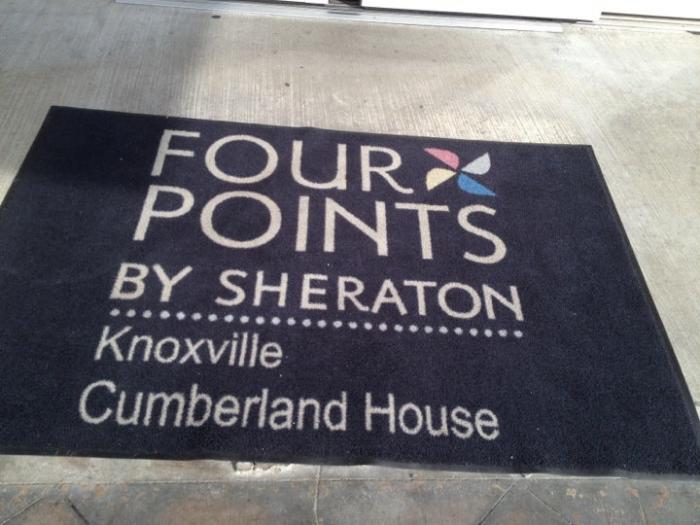 FOUR
POINTS
BY SHERATON
Knoxville
Cumberland House